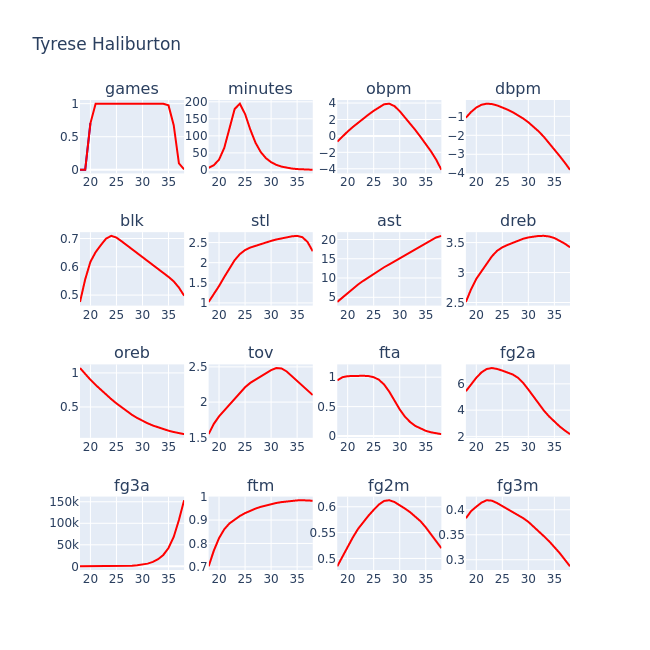 Tyrese Haliburton
games minutes obpm dbpm
1 200 4
150 2 −1
0.5 100 0 −2
50 −2 −3
0 0 −4 −4
20 25 30 35 20 25 30 35 20 25 30 35 20 25 30 35
blk stl ast dreb
0.7 2.5 20 3.5
0.6 2 15 3
1.5 10
0.5 1 5 2.5
20 25 30 35 20 25 30 35 20 25 30 35 20 25 30 35
oreb tov fta fg2a
1 2.5 1 6
0.5 2 0.5 4
1.5 0 2
20 25 30 35 20 25 30 35 20 25 30 35 20 25 30 35
fg3a ftm fg2m fg3m
150k 1 0.6 0.4
100k 0.9 0.55 0.35
50k 0.8 0.5 0.3
0 0.7
20 25 30 35 20 25 30 35 20 25 30 35 20 25 30 35